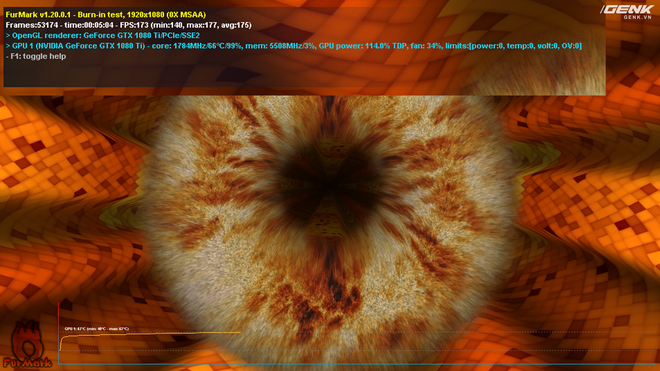 FurMark v1.20.0.1 - Burn-in test, 1920x1080 (0X MSAA)
Frames:53174 - time:00:05:04 - FPS:173 (min:140, max:177, avg:175)
> OpenGL renderer: GeForce GTX 1080 Ti/PCIe/SSE2
> GPU 1 (NVIDIA GeForce GTX 1080 Ti) - core: 1784MHz/66°C/99%, mem: 5508MHz/3%, GPU power: 114.0% TDP, fan: 34%, limits:[power:0, temp:0, volt:0, OV:0]
- F1: toggle help
GENK
GENK.VN
FurMark